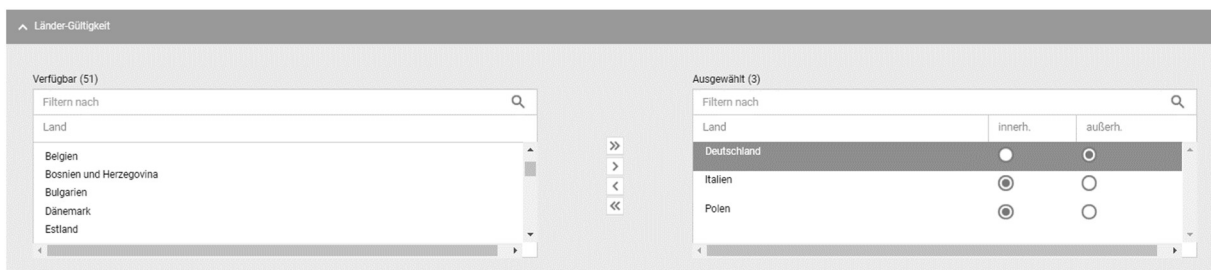 Länder-Gültigkeit
Verfügbar (51)
Filtern nach
Land
Belgien
Bosnien und Herzegovina
Bulgarien
Dänemark
Estland
Ausgewählt (3)
Filtern nach
Land innerh. außerh.
Deutschland
Italien
Polen